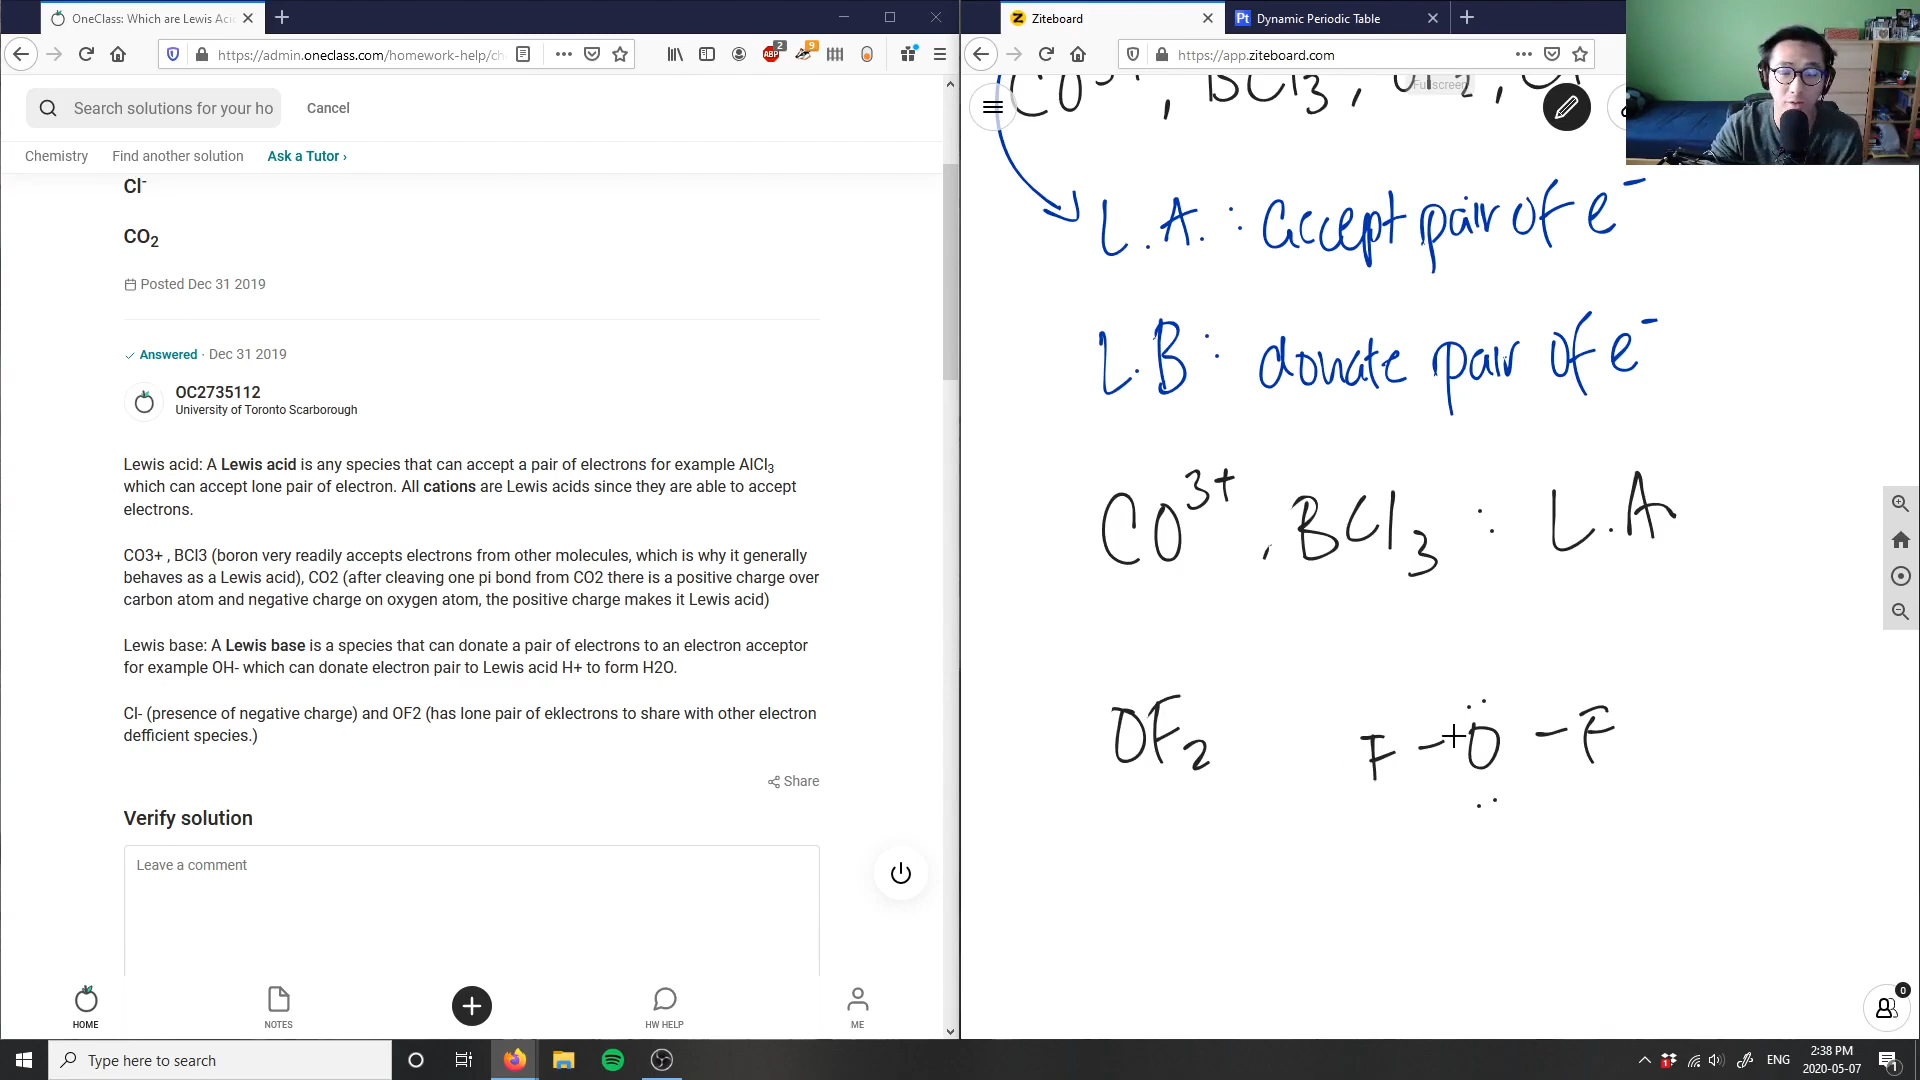 OneClass: Which are Lewis Aci
https://admin.oneclass.com/homework-help/ch
2
9
Search solutions for your ho
Cancel
Chemistry
Find another solution
Ask a Tutor ›
Cl⁻
CO₂
Posted Dec 31 2019
Answered · Dec 31 2019
OC2735112
University of Toronto Scarborough
Lewis acid: A Lewis acid is any species that can accept a pair of electrons for example AlCl₃
which can accept lone pair of electron. All cations are Lewis acids since they are able to accept
electrons.
CO3+ , BCl3 (boron very readily accepts electrons from other molecules, which is why it generally
behaves as a Lewis acid), CO2 (after cleaving one pi bond from CO2 there is a positive charge over
carbon atom and negative charge on oxygen atom, the positive charge makes it Lewis acid)
Lewis base: A Lewis base is a species that can donate a pair of electrons to an electron acceptor
for example OH- which can donate electron pair to Lewis acid H+ to form H2O.
Cl- (presence of negative charge) and OF2 (has lone pair of eklectrons to share with other electron
defficient species.)
Share
Verify solution
Leave a comment
HOME
NOTES
HW HELP
ME
Ziteboard
Pt Dynamic Periodic Table
https://app.ziteboard.com
Fullscreen
CO³⁺, BCl₃, OF₂,
L.A. : accept pair of e⁻
L.B : donate pair of e⁻
CO³⁺, BCl₃ : L.A
OF₂ F-O-F
0
Type here to search
ENG
2:38 PM
2020-05-07
1